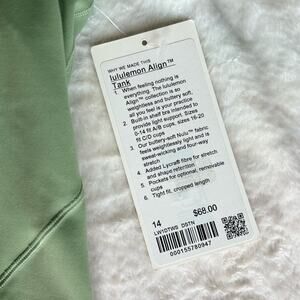 WHY WE MADE THIS
lululemon Align™
Tank
1. When feeling nothing is
everything. The lululemon
Align™ collection is so
weightless and buttery soft,
all you feel is your practice
2. Built-in shelf bra intended to
provide light support. Sizes
0-14 fit A/B cups, sizes 16-20
fit C/D cups
3. Our buttery-soft Nulu™ fabric
feels weightlessly light and is
sweat-wicking and four-way
stretch
4. Added Lycra® fibre for stretch
and shape retention
5. Pockets for optional, removable
cups
6. Tight fit, cropped length
14 $68.00
LW1DTWS DSTN
000155780947